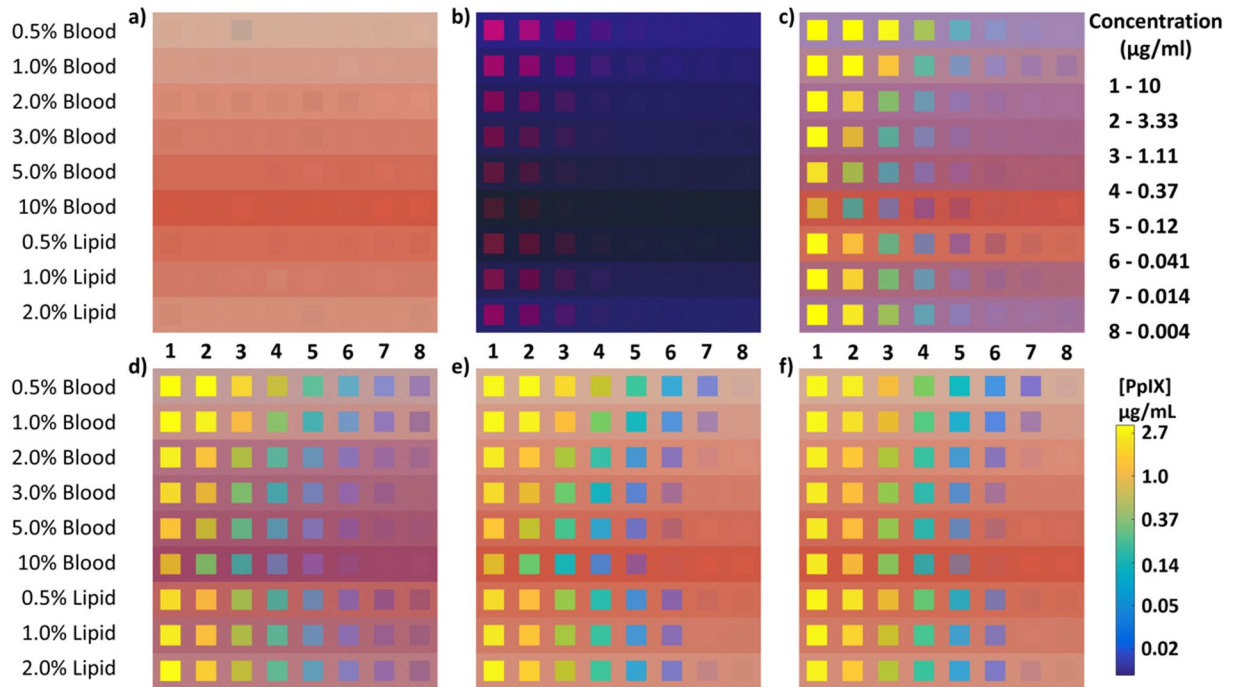 a)
b)
c)
0.5% Blood
1.0% Blood
2.0% Blood
3.0% Blood
5.0% Blood
10% Blood
0.5% Lipid
1.0% Lipid
2.0% Lipid
Concentration
(µg/ml)
1 - 10
2 - 3.33
3 - 1.11
4 - 0.37
5 - 0.12
6 - 0.041
7 - 0.014
8 - 0.004
1 2 3 4 5 6 7 8
1 2 3 4 5 6 7 8
1 2 3 4 5 6 7 8
d)
e)
f)
0.5% Blood
1.0% Blood
2.0% Blood
3.0% Blood
5.0% Blood
10% Blood
0.5% Lipid
1.0% Lipid
2.0% Lipid
[PpIX]
µg/mL
2.7
1.0
0.37
0.14
0.05
0.02